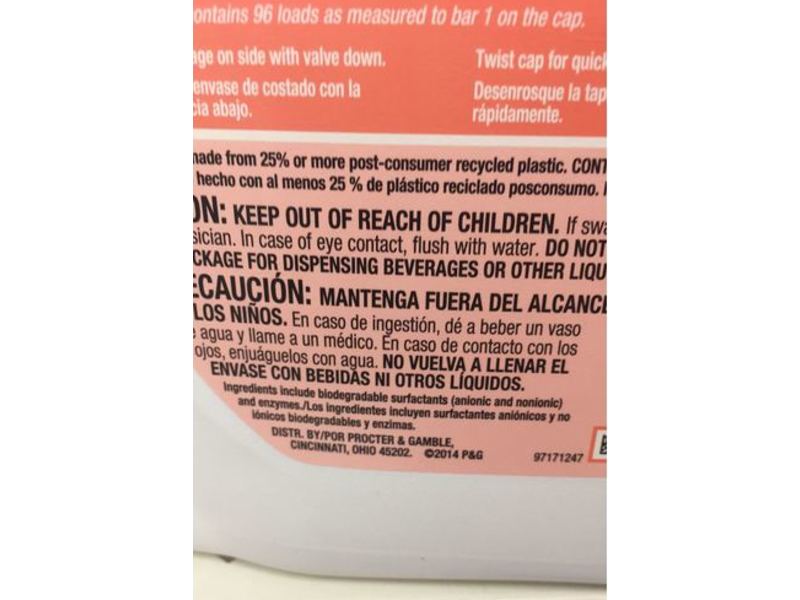 ontains 96 loads as measured to bar 1 on the cap.
age on side with valve down.
Twist cap for quick
envase de costado con la
cia abajo.
Desenrosque la tap
rápidamente.
made from 25% or more post-consumer recycled plastic. CONT
hecho con al menos 25 % de plástico reciclado posconsumo.
ON: KEEP OUT OF REACH OF CHILDREN. If swa
sician. In case of eye contact, flush with water. DO NOT
CKAGE FOR DISPENSING BEVERAGES OR OTHER LIQU
ECAUCIÓN: MANTENGA FUERA DEL ALCANCE
LOS NIÑOS. En caso de ingestión, dé a beber un vaso
e agua y llame a un médico. En caso de contacto con los
ojos, enjuáguelos con agua. NO VUELVA A LLENAR EL
ENVASE CON BEBIDAS NI OTROS LÍQUIDOS.
Ingredients include biodegradable surfactants (anionic and nonionic)
and enzymes./Los ingredientes incluyen surfactantes aniónicos y no
iónicos biodegradables y enzimas.
DISTR. BY/POR PROCTER & GAMBLE,
CINCINNATI, OHIO 45202. ©2014 P&G
97171247